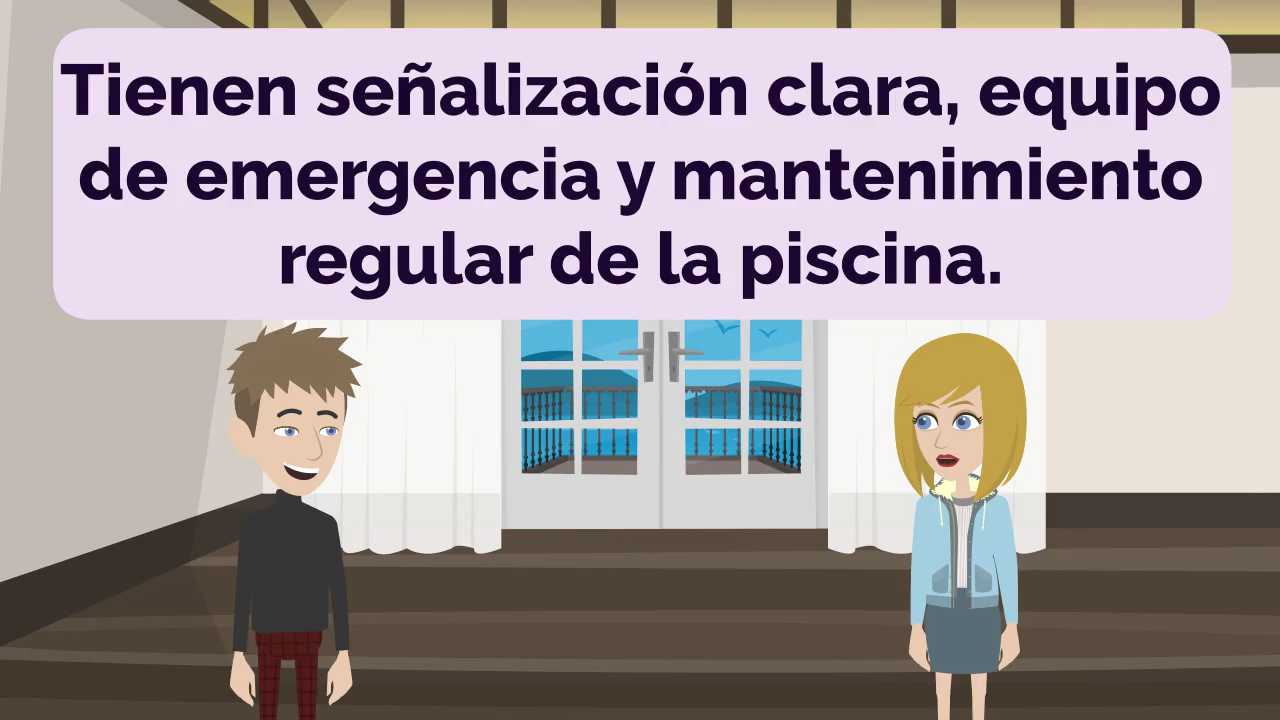 Tienen señalización clara, equipo
de emergencia y mantenimiento
regular de la piscina.